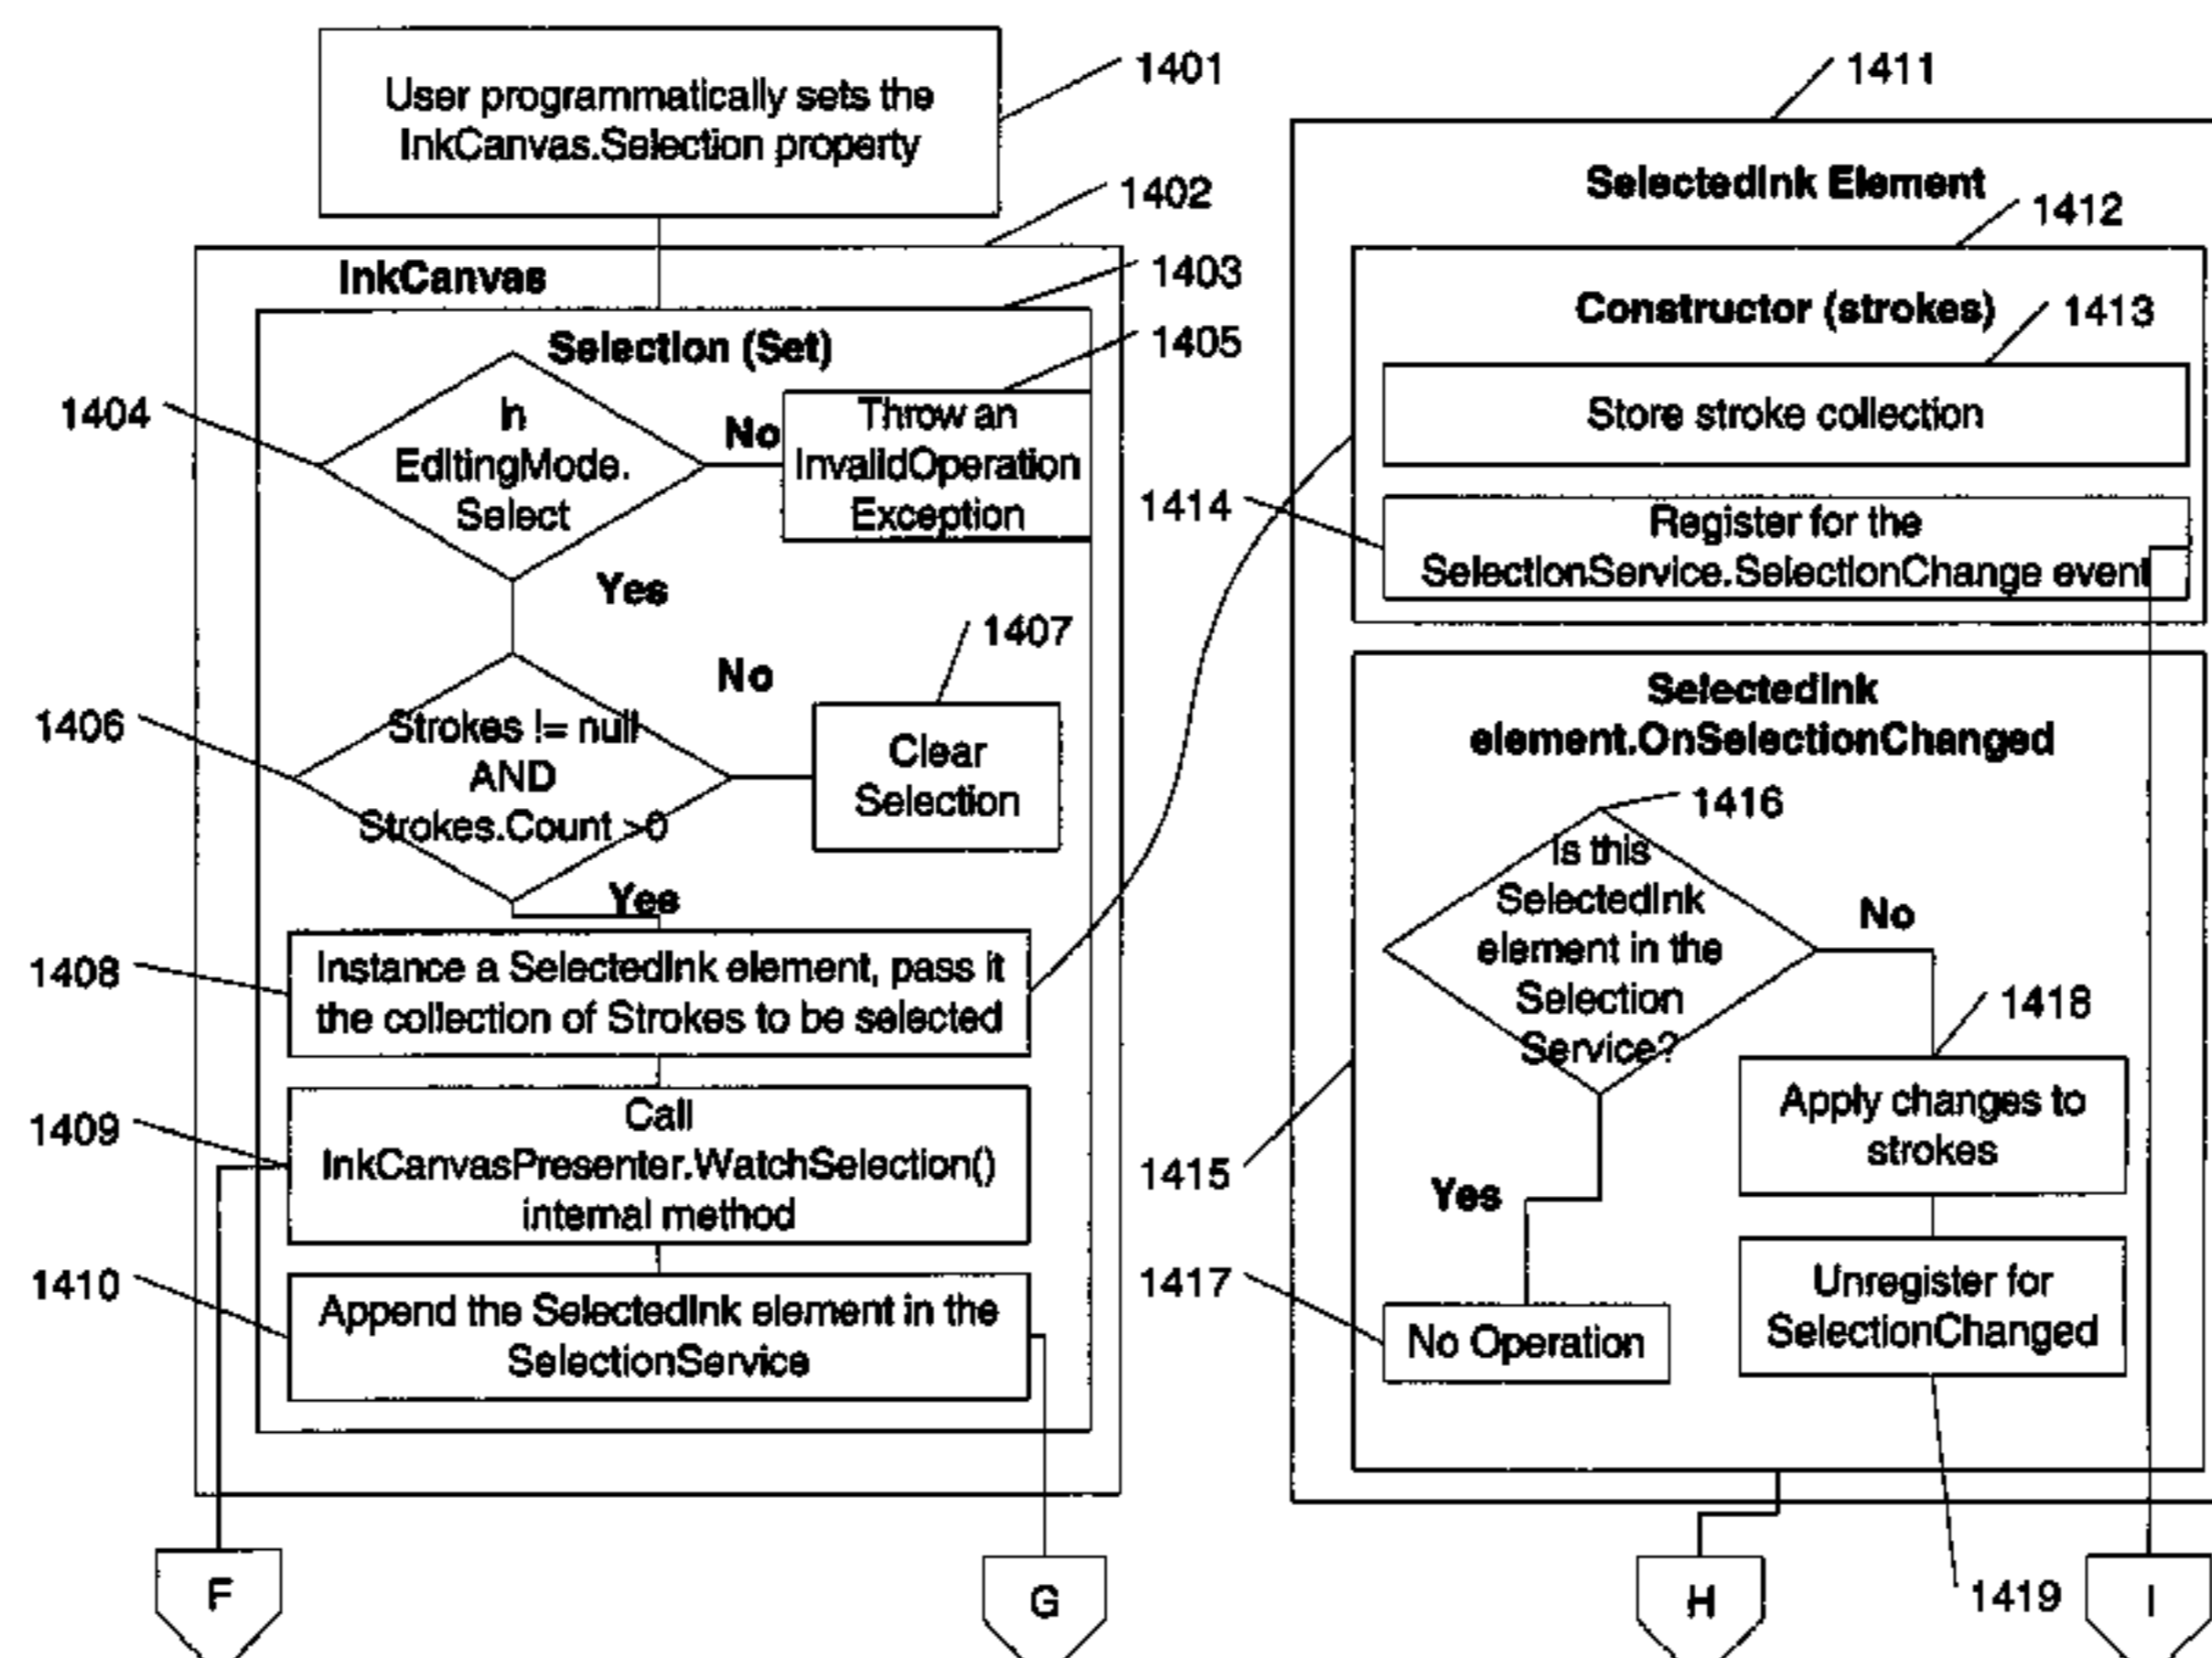 User programmatically sets the
InkCanvas.Selection property
1401
1402
InkCanvas
1403
Selection (Set)
1405
1404
In
EditingMode.
Select
No
Throw an
InvalidOperation
Exception
Yes
1407
No
1406
Strokes != null
AND
Strokes.Count >0
Clear
Selection
Yes
1408
Instance a SelectedInk element, pass it
the collection of Strokes to be selected
1409
Call
InkCanvasPresenter.WatchSelection()
internal method
1410
Append the SelectedInk element in the
SelectionService
F
G
1411
SelectedInk Element
1412
Constructor (strokes)
1413
Store stroke collection
1414
Register for the
SelectionService.SelectionChange event
SelectedInk
element.OnSelectionChanged
1416
Is this
SelectedInk
element in the
Selection
Service?
No
1418
Apply changes to
strokes
1415
Yes
1417
No Operation
Unregister for
SelectionChanged
1419
H
I